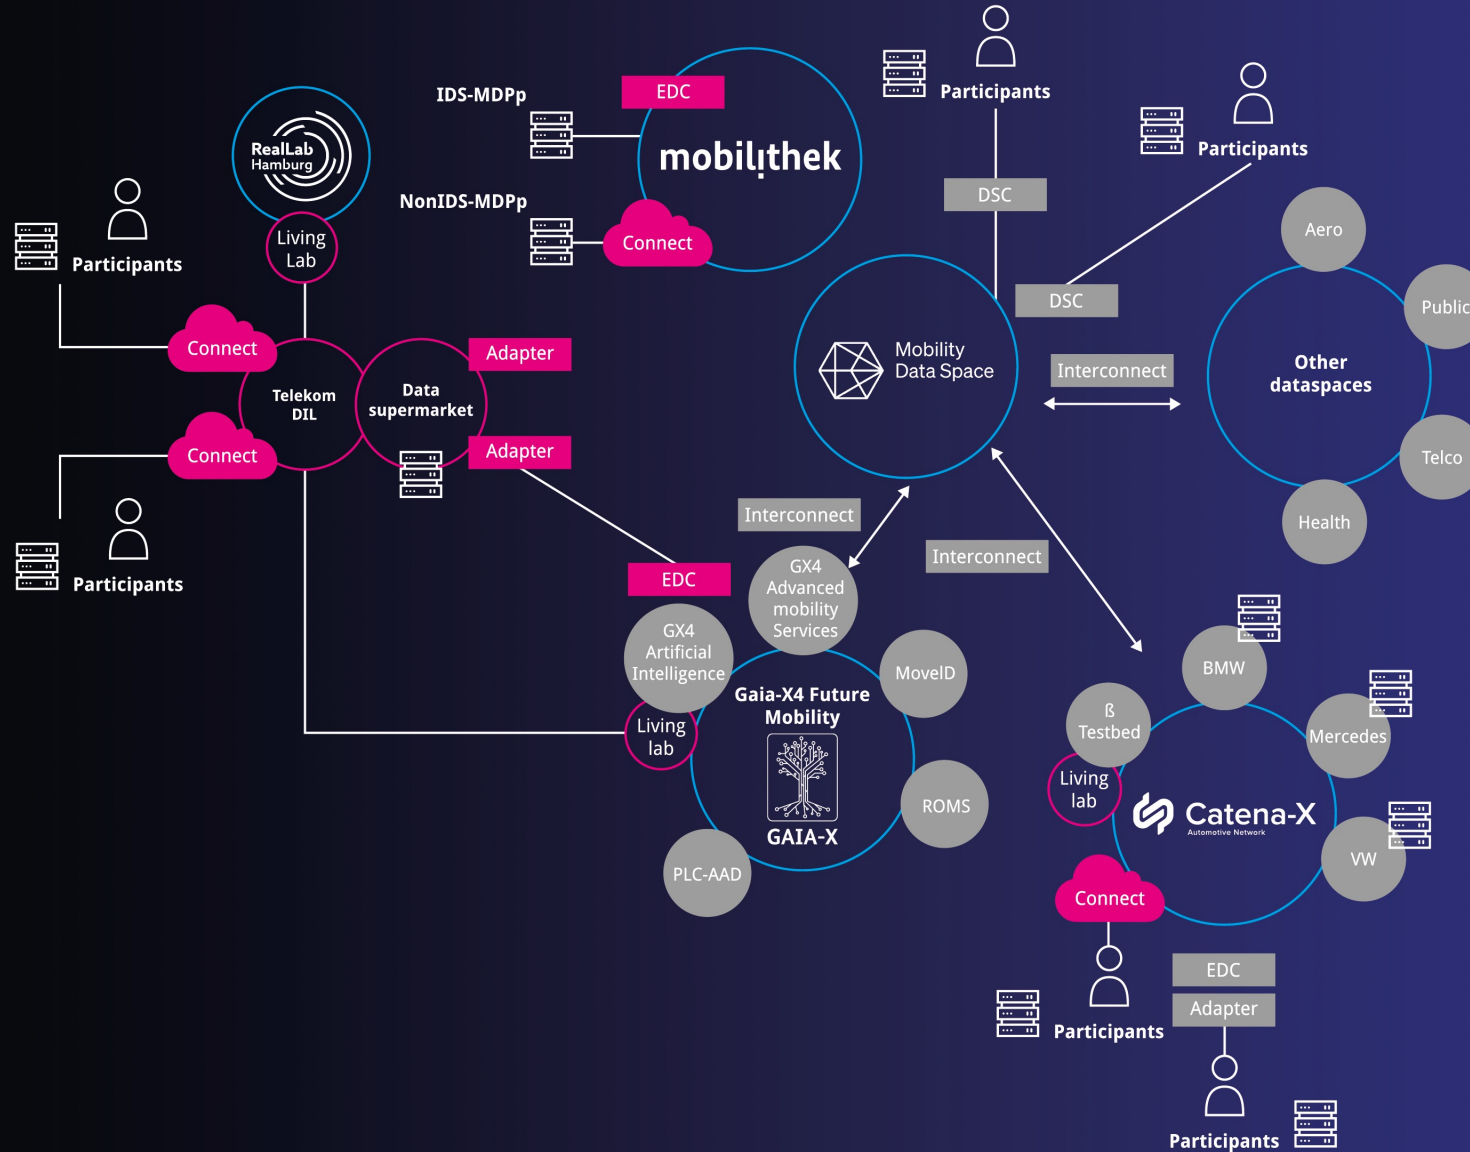 Participants
IDS-MDPp
EDC
RealLab
Hamburg
mobilithek
Participants
NonIDS-MDPp
DSC
Connect
Living
Lab
Participants
Aero
DSC
Public
Connect
Adapter
Mobility
Data Space
Interconnect
Other
dataspaces
Telekom
DIL
Data
supermarket
Connect
Adapter
Telco
Interconnect
Health
Interconnect
Participants
EDC
GX4
Advanced
mobility
Services
GX4
Artificial
Intelligence
MoveID
BMW
Gaia-X4 Future
Mobility
Living
lab
ß
Testbed
Mercedes
Living
lab
ROMS
Catena-X
Automotive Network
GAIA-X
PLC-AAD
VW
Connect
EDC
Adapter
Participants
Participants